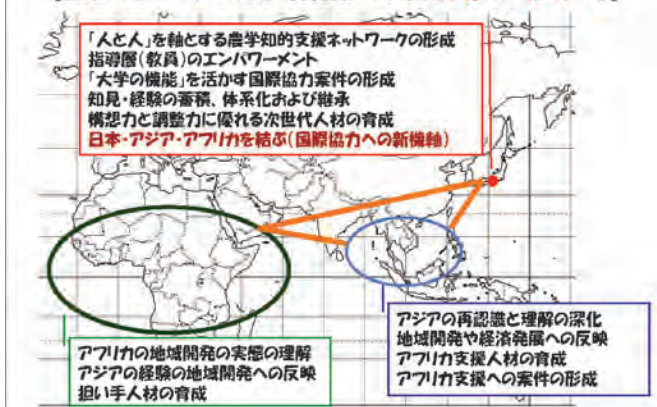 「人と人」を軸とする農学知的支援ネットワークの形成
指導層(教員)のエンパワーメント
「大学の機能」を活かす国際協力案件の形成
知見・経験の蓄積、体系化および継承
構想力と調整力に優れる次世代人材の育成
日本・アジア・アフリカを結ぶ(国際協力への新機軸)
アジアの再認識と理解の深化
地域開発や経済発展への反映
アフリカ支援人材の育成
アフリカ支援への案件の形成
アフリカの地域開発の実態の理解
アジアの経験の地域開発への反映
担い手人材の育成